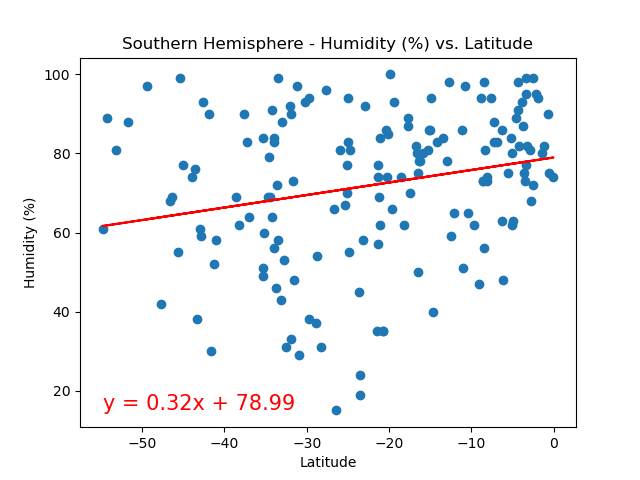 Southern Hemisphere - Humidity (%) vs. Latitude
100
80
60
40
20
Humidity (%)
y = 0.32x + 78.99
−50 −40 −30 −20 −10 0
Latitude